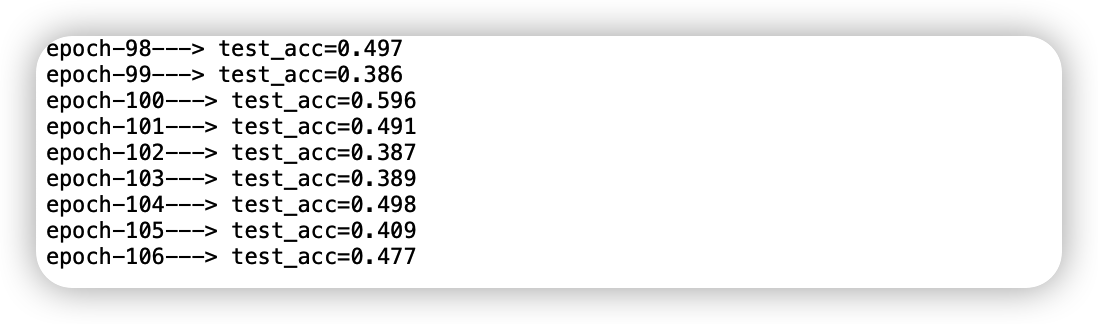 epoch-98---> test_acc=0.497
epoch-99---> test_acc=0.386
epoch-100---> test_acc=0.596
epoch-101---> test_acc=0.491
epoch-102---> test_acc=0.387
epoch-103---> test_acc=0.389
epoch-104---> test_acc=0.498
epoch-105---> test_acc=0.409
epoch-106---> test_acc=0.477